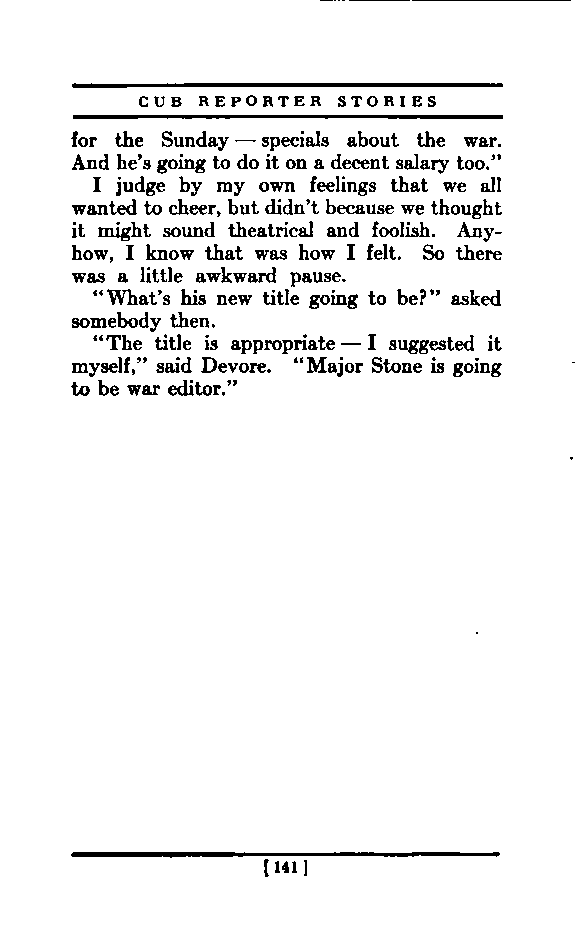 CUB REPORTER STORIES
for the Sunday — specials about the war.
And he's going to do it on a decent salary too."
I judge by my own feelings that we all
wanted to cheer, but didn't because we thought
it might sound theatrical and foolish. Any-
how, I know that was how I felt. So there
was a little awkward pause.
"What's his new title going to be?" asked
somebody then.
"The title is appropriate — I suggested it
myself," said Devore. "Major Stone is going
to be war editor."
[141]